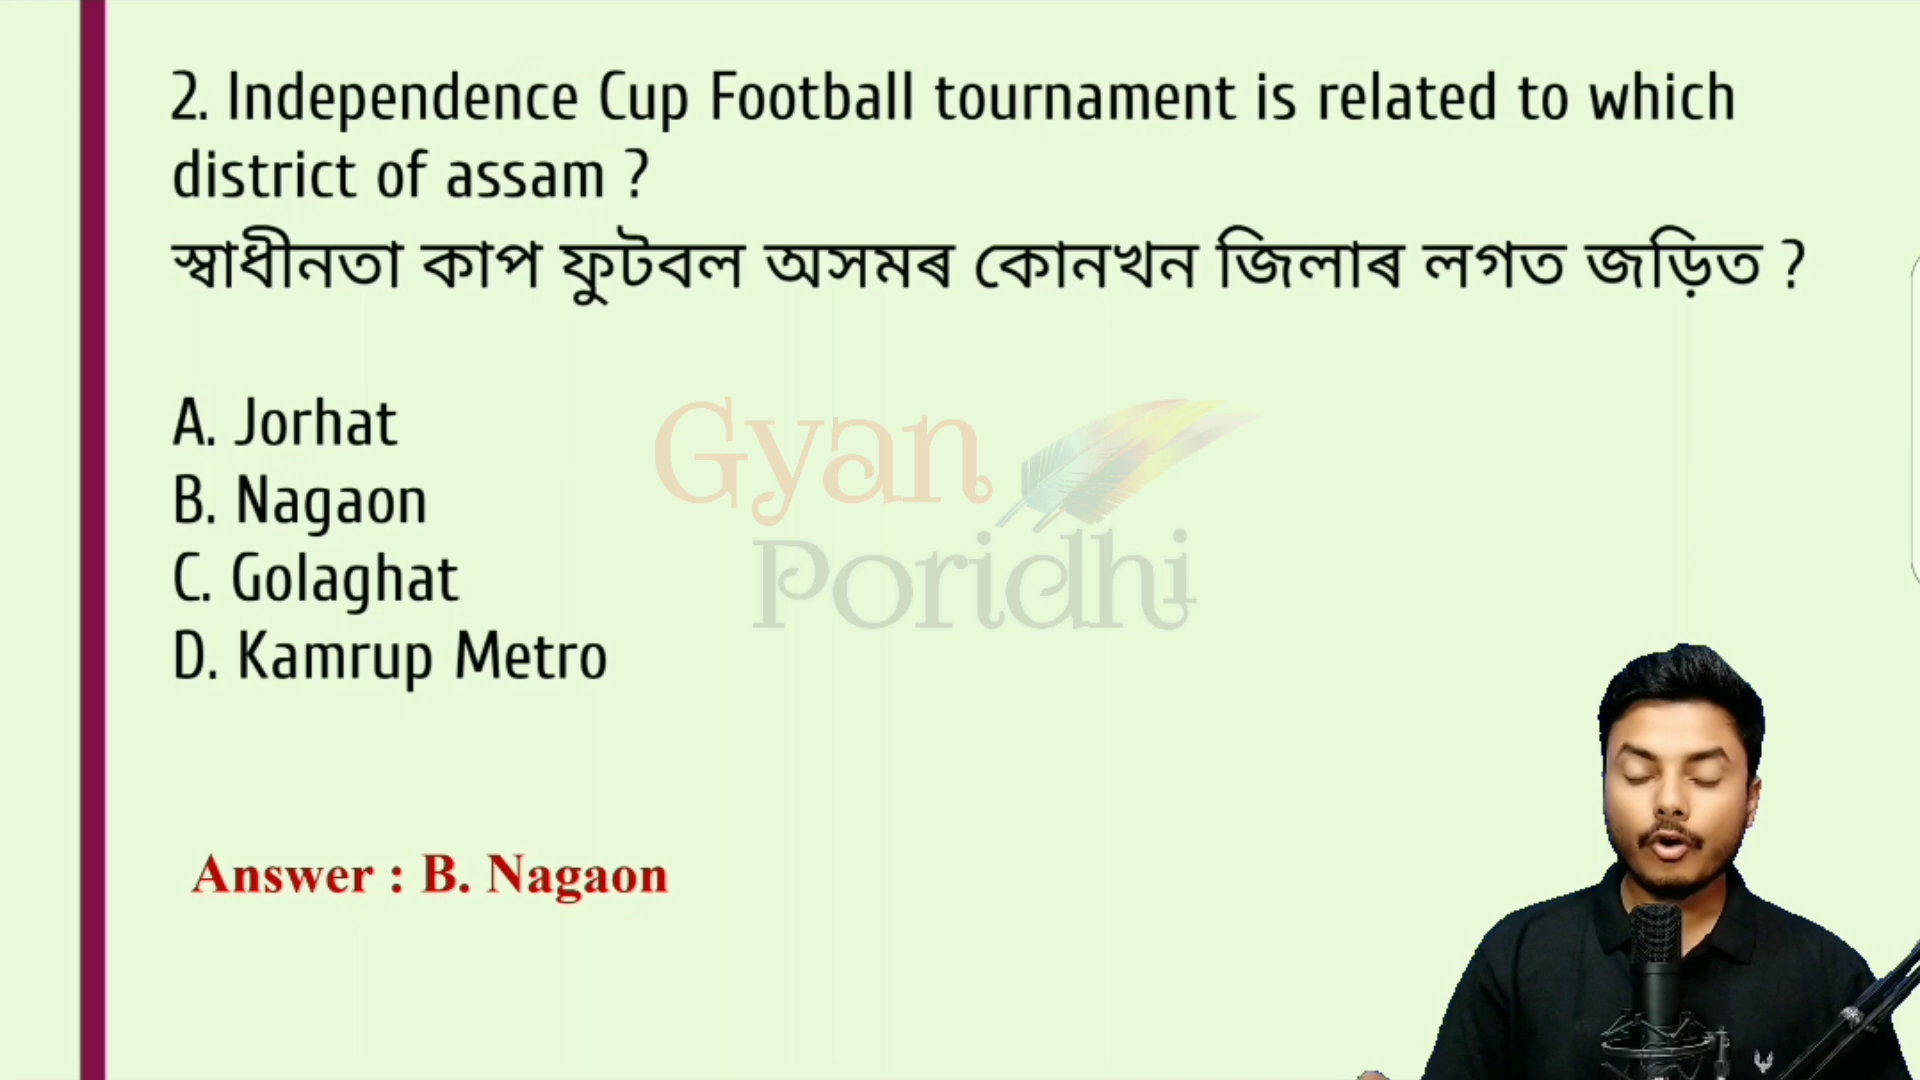 2. Independence Cup Football tournament is related to which
district of assam ?
স্বাধীনতা কাপ ফুটবল অসমৰ কোনখন জিলাৰ লগত জড়িত ?
A. Jorhat
B. Nagaon
C. Golaghat
D. Kamrup Metro
Gyan
Poridhi
Answer : B. Nagaon